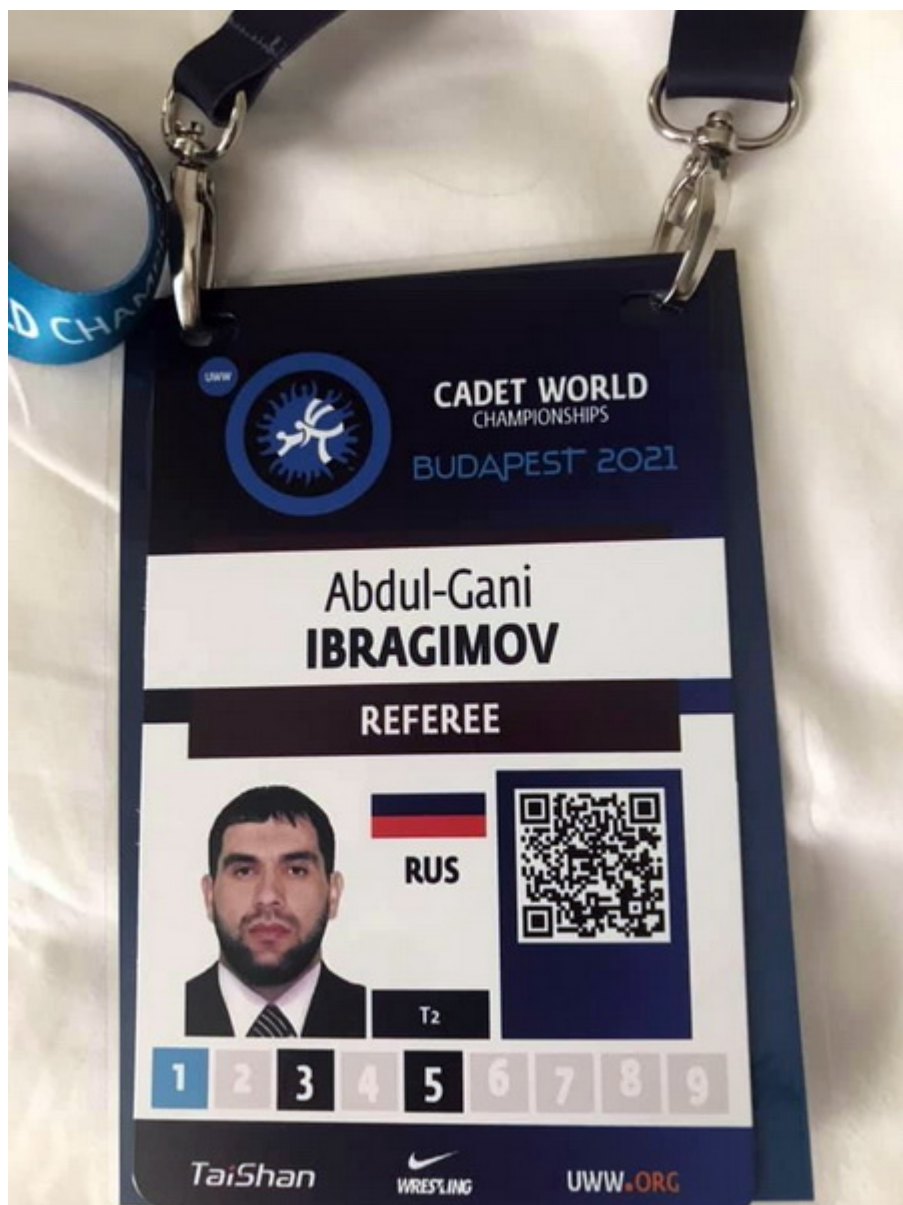 D CHAM
UWW
CADET WORLD
CHAMPIONSHIPS
BUDAPEST 2021
Abdul-Gani
IBRAGIMOV
REFEREE
RUS
T2
1 2 3 4 5 6 7 8 9
TaiShan
WRESTLING
UWW.ORG